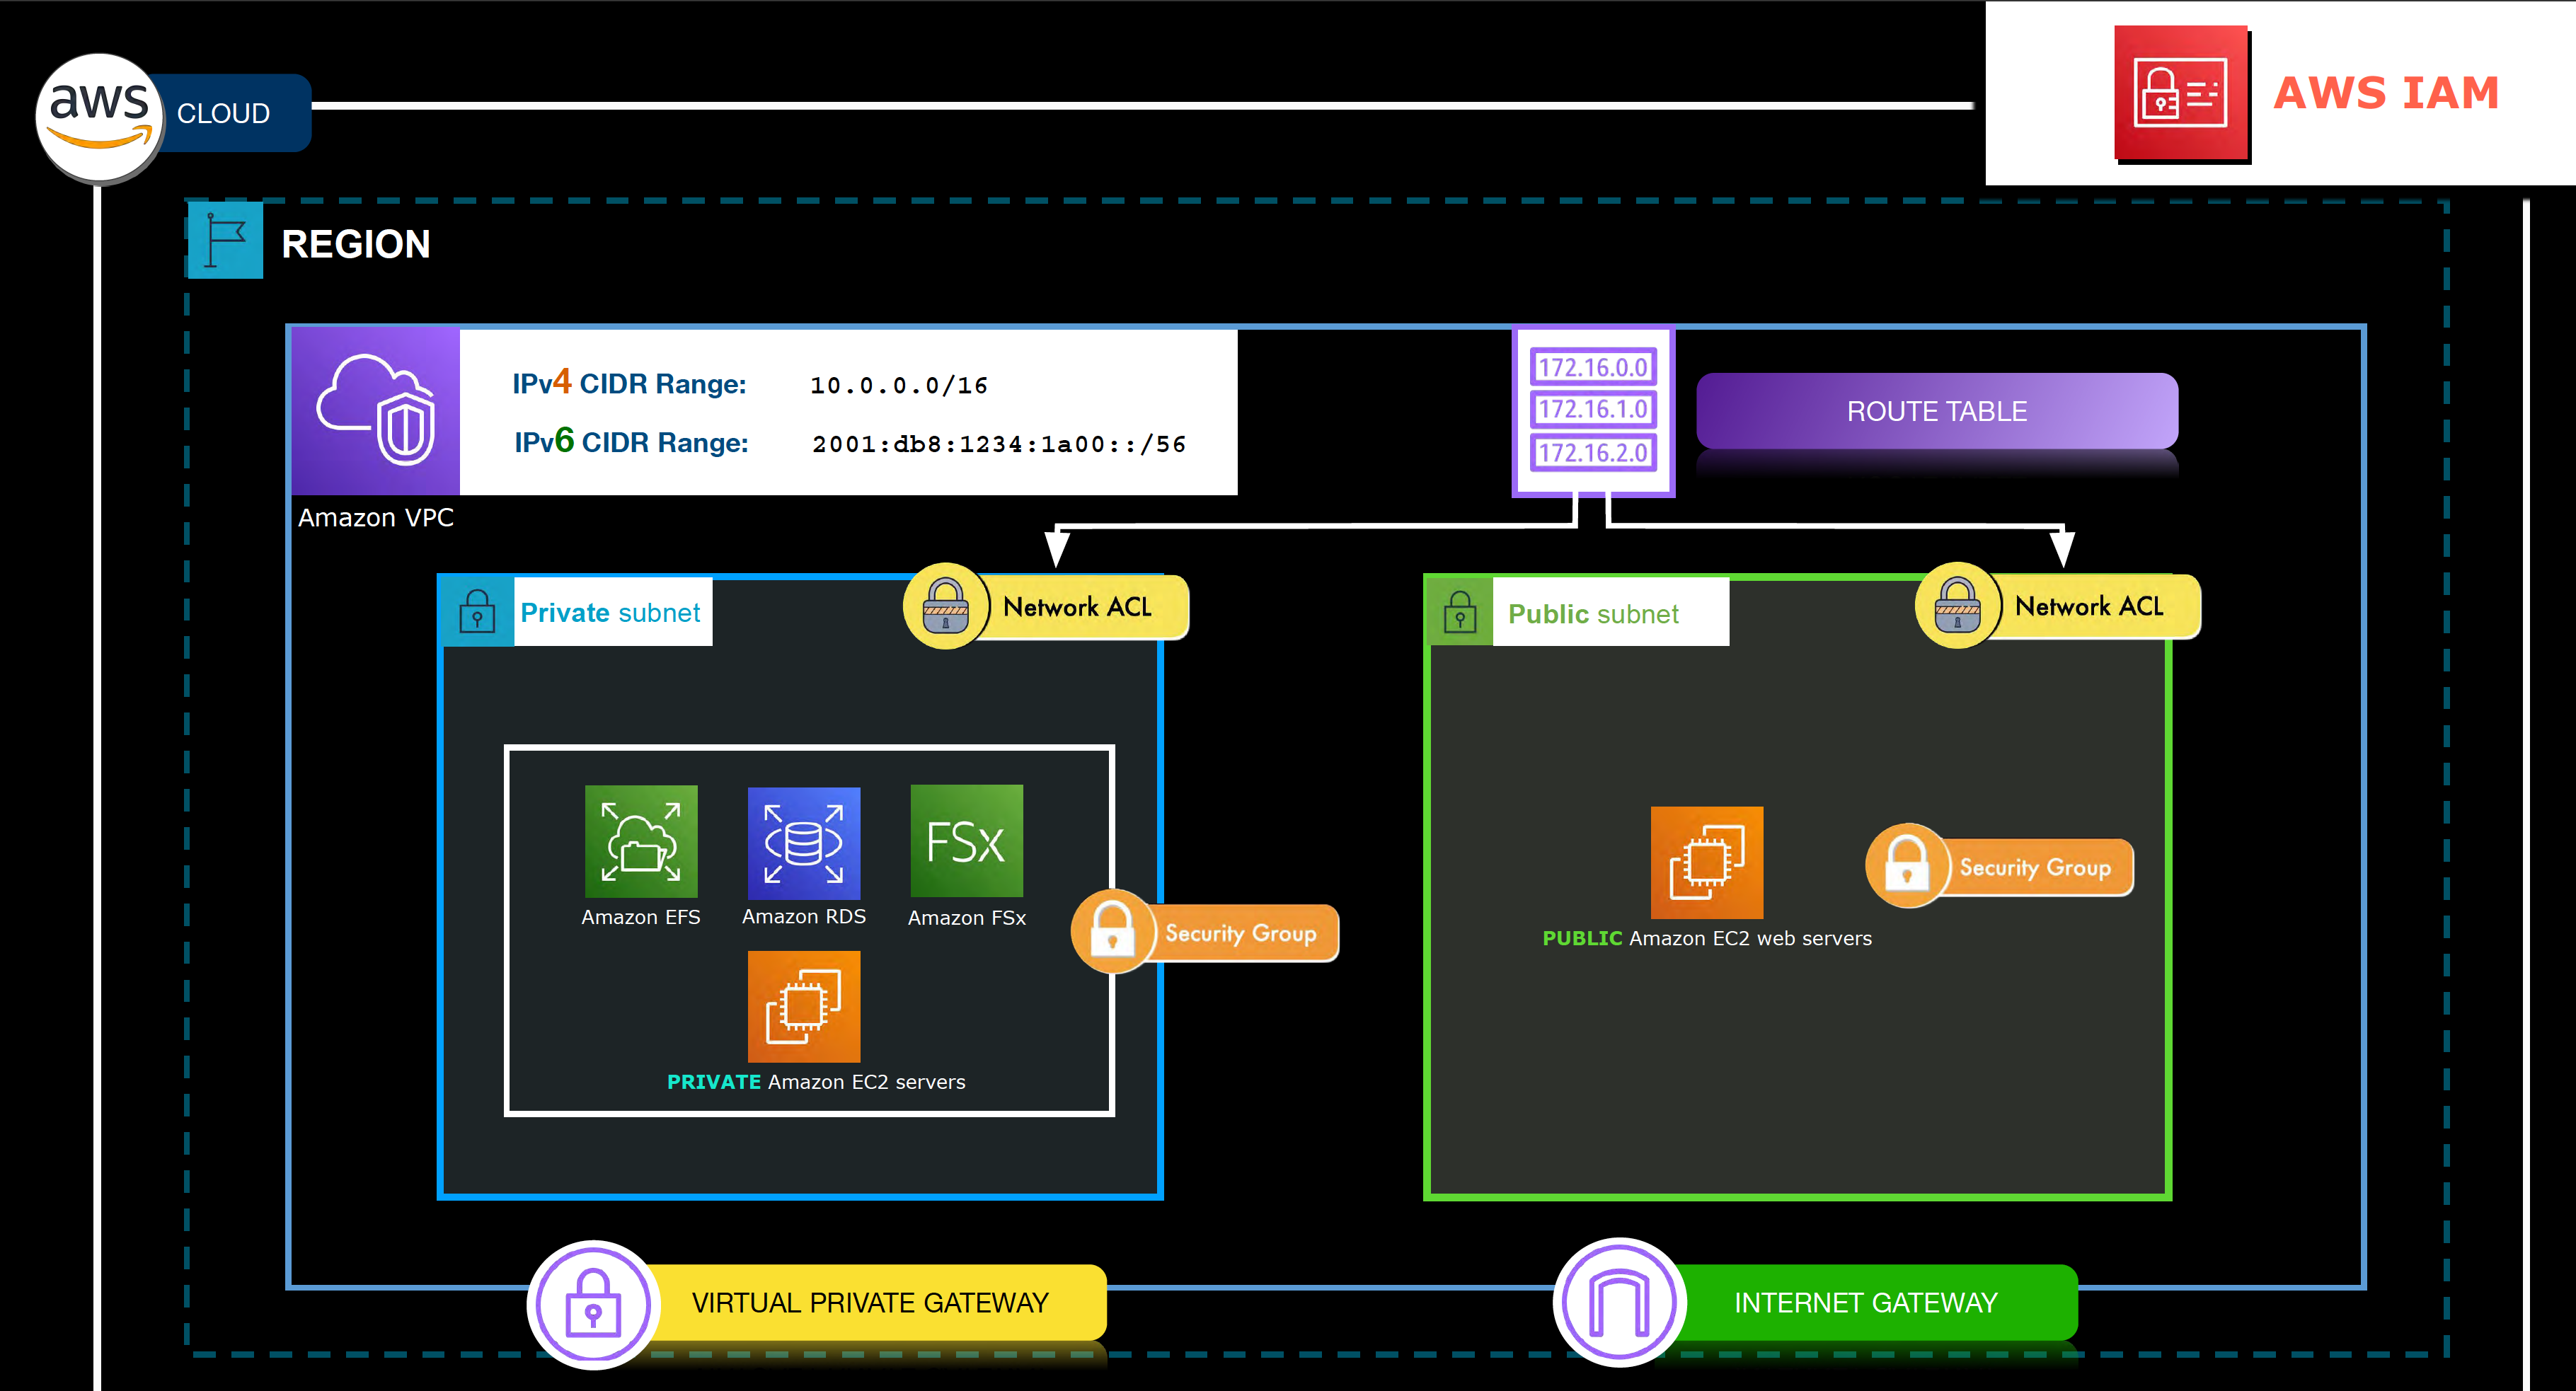 aws
CLOUD
AWS IAM
REGION
IPv4 CIDR Range: 10.0.0.0/16
IPv6 CIDR Range: 2001:db8:1234:1a00::/56
Amazon VPC
172.16.0.0
172.16.1.0
172.16.2.0
ROUTE TABLE
Private subnet
Network ACL
Public subnet
Network ACL
FSx
Amazon EFS
Amazon RDS
Amazon FSx
Security Group
PRIVATE Amazon EC2 servers
Security Group
PUBLIC Amazon EC2 web servers
VIRTUAL PRIVATE GATEWAY
INTERNET GATEWAY